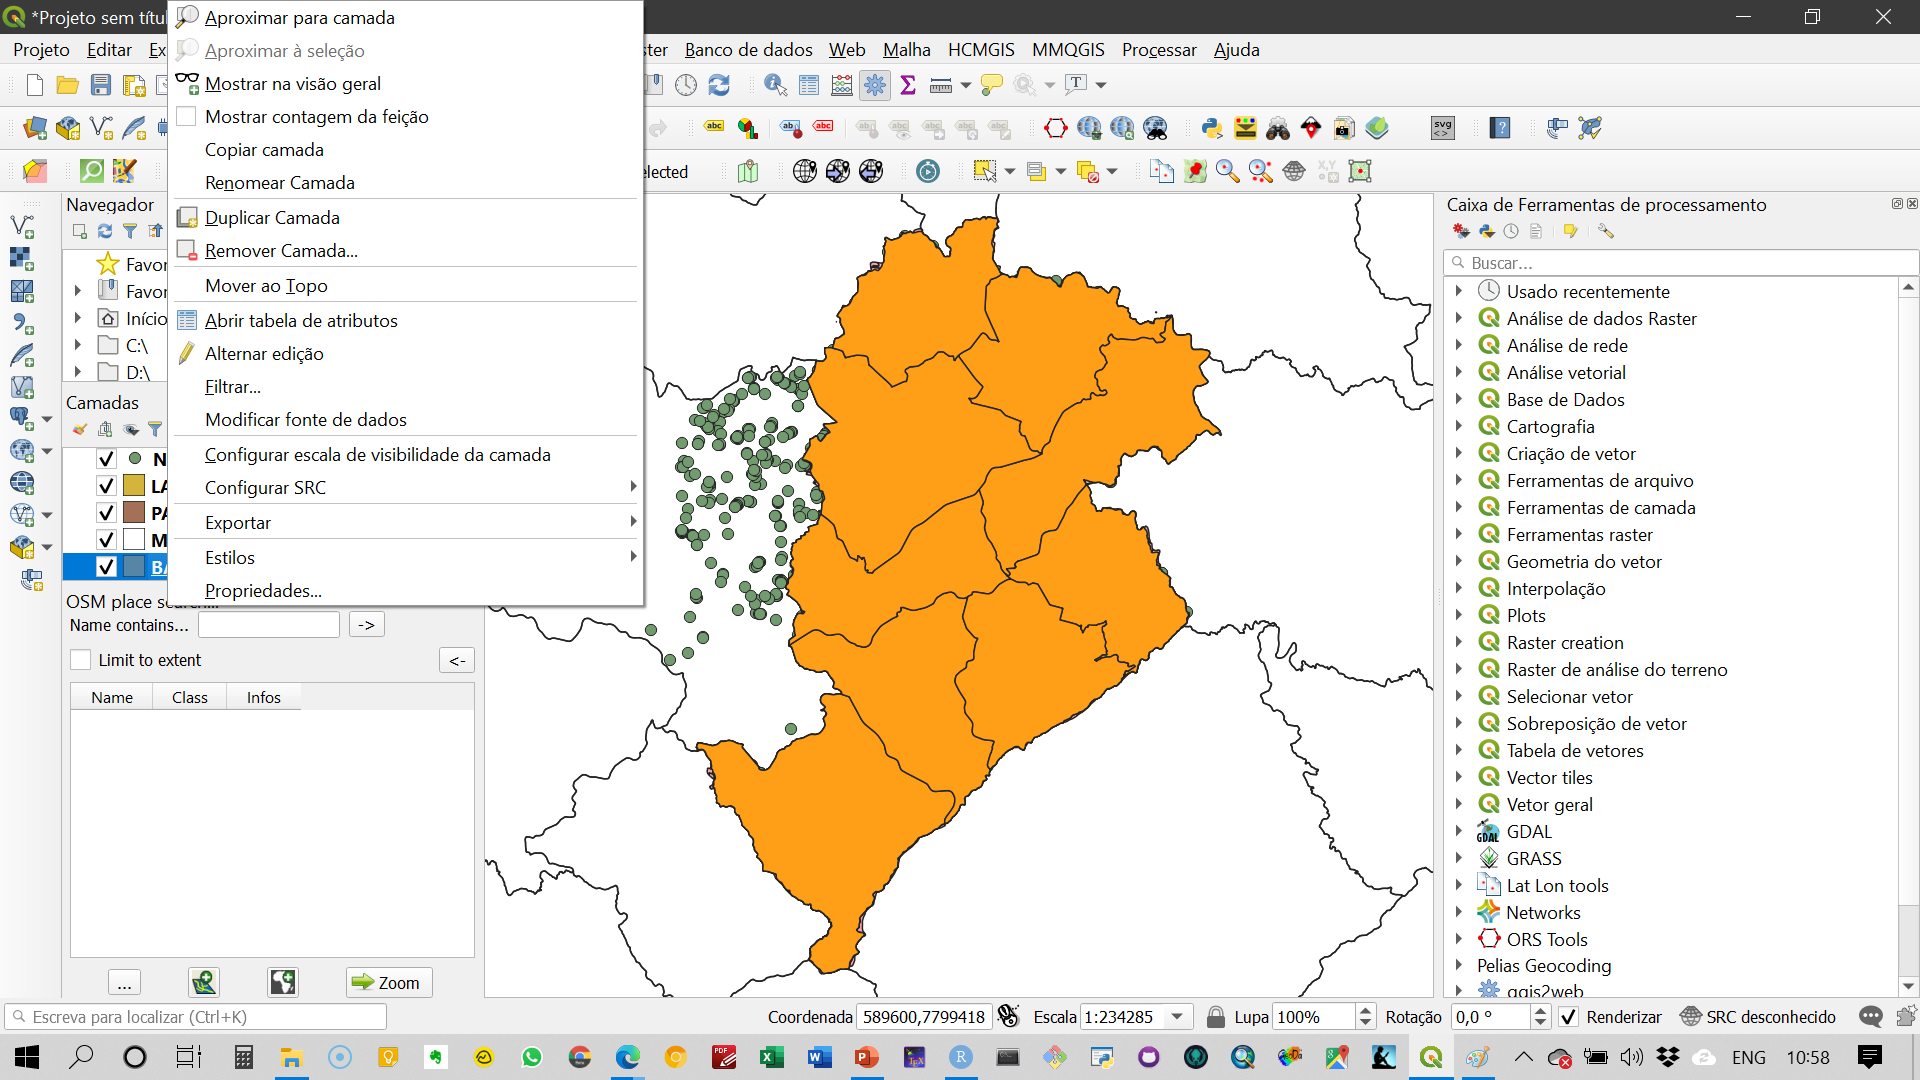 *Projeto sem títu
Projeto Editar Ex ter Banco de dados Web Malha HCMGIS MMQGIS Processar Ajuda
Aproximar para camada
Aproximar à seleção
Mostrar na visão geral
Mostrar contagem da feição
Copiar camada
Renomear Camada
Duplicar Camada
Remover Camada...
Mover ao Topo
Abrir tabela de atributos
Alternar edição
Filtrar...
Modificar fonte de dados
Configurar escala de visibilidade da camada
Configurar SRC
Exportar
Estilos
Propriedades...
abc
svg
elected
Navegador
Favor
Favor
Início
C:\
D:\
Camadas
N
LA
PA
M
BA
OSM place search...
Name contains... ->
Limit to extent <-
Name Class Infos
... Zoom
Caixa de Ferramentas de processamento
Buscar...
Usado recentemente
Análise de dados Raster
Análise de rede
Análise vetorial
Base de Dados
Cartografia
Criação de vetor
Ferramentas de arquivo
Ferramentas de camada
Ferramentas raster
Geometria do vetor
Interpolação
Plots
Raster creation
Raster de análise do terreno
Selecionar vetor
Sobreposição de vetor
Tabela de vetores
Vector tiles
Vetor geral
GDAL
GRASS
Lat Lon tools
Networks
ORS Tools
Pelias Geocoding
qgis2web
Escreva para localizar (Ctrl+K) Coordenada 589600,7799418 Escala 1:234285 Lupa 100% Rotação 0,0 ° Renderizar SRC desconhecido
ENG 10:58